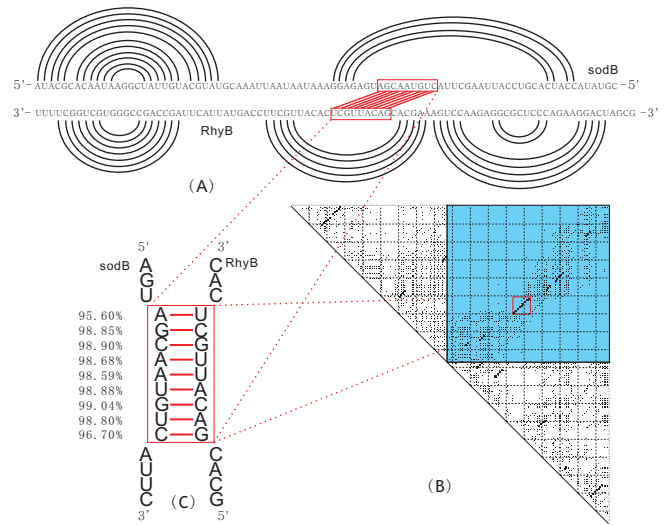 sodB
5'- AUACGCACAAUAAGGCUAUUGUACGUAUGCAAAUUAAUAAUAAAGGAGAGUAGCAAUGUCAUUCGAAUUACCUGCACUACCAUAUGC -5'
3'- UUUUCGGUCGUGGGCCGACCGAUUCAUUAUGACCUUCGUUACACUCGUUACAGCACGAAAGUCCAAGAGGCGCUCCCAGAAGGACUAGCG -3'
RhyB
(A)
5' 3'
sodB RhyB
A C
G A
U C
95.60% A U
98.85% G C
98.90% C G
98.68% A U
98.59% A U
98.88% U A
99.04% G C
98.80% U A
96.70% C G
A C
U A
U C
C G
3' 5'
(C)
(B)